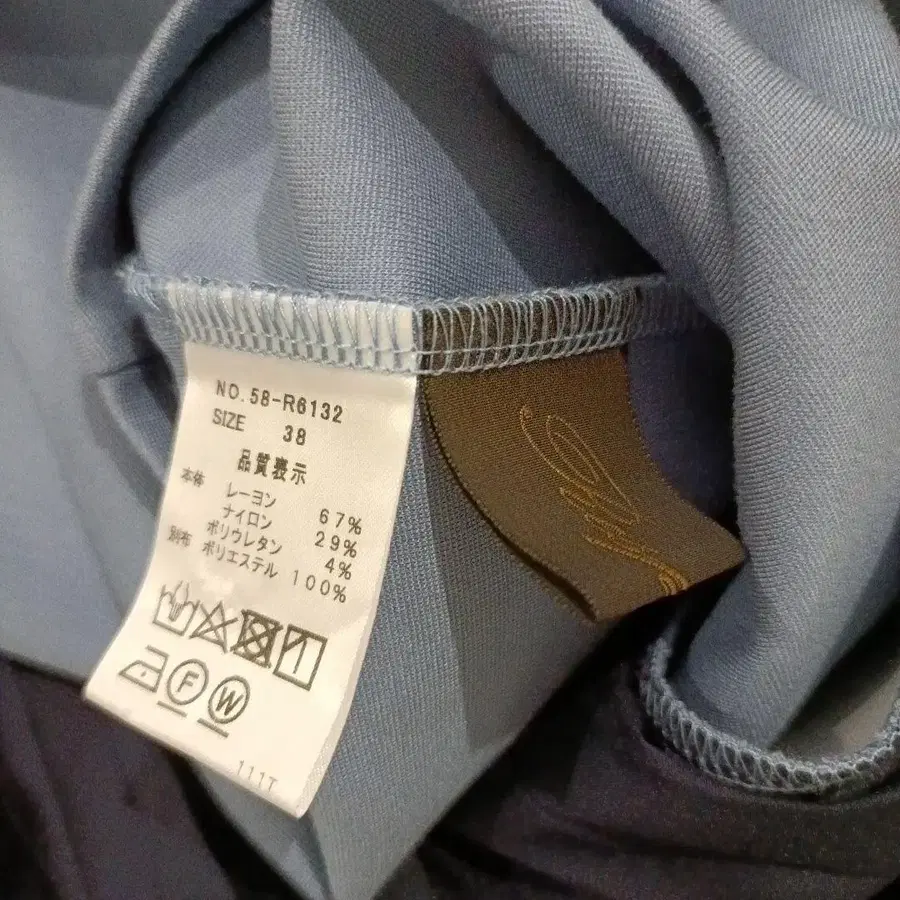 NO.58-R6132
SIZE 38
品質表示
本体 レーヨン 67%
ナイロン 29%
ポリウレタン 4%
別布 ポリエステル 100%
F W
111T